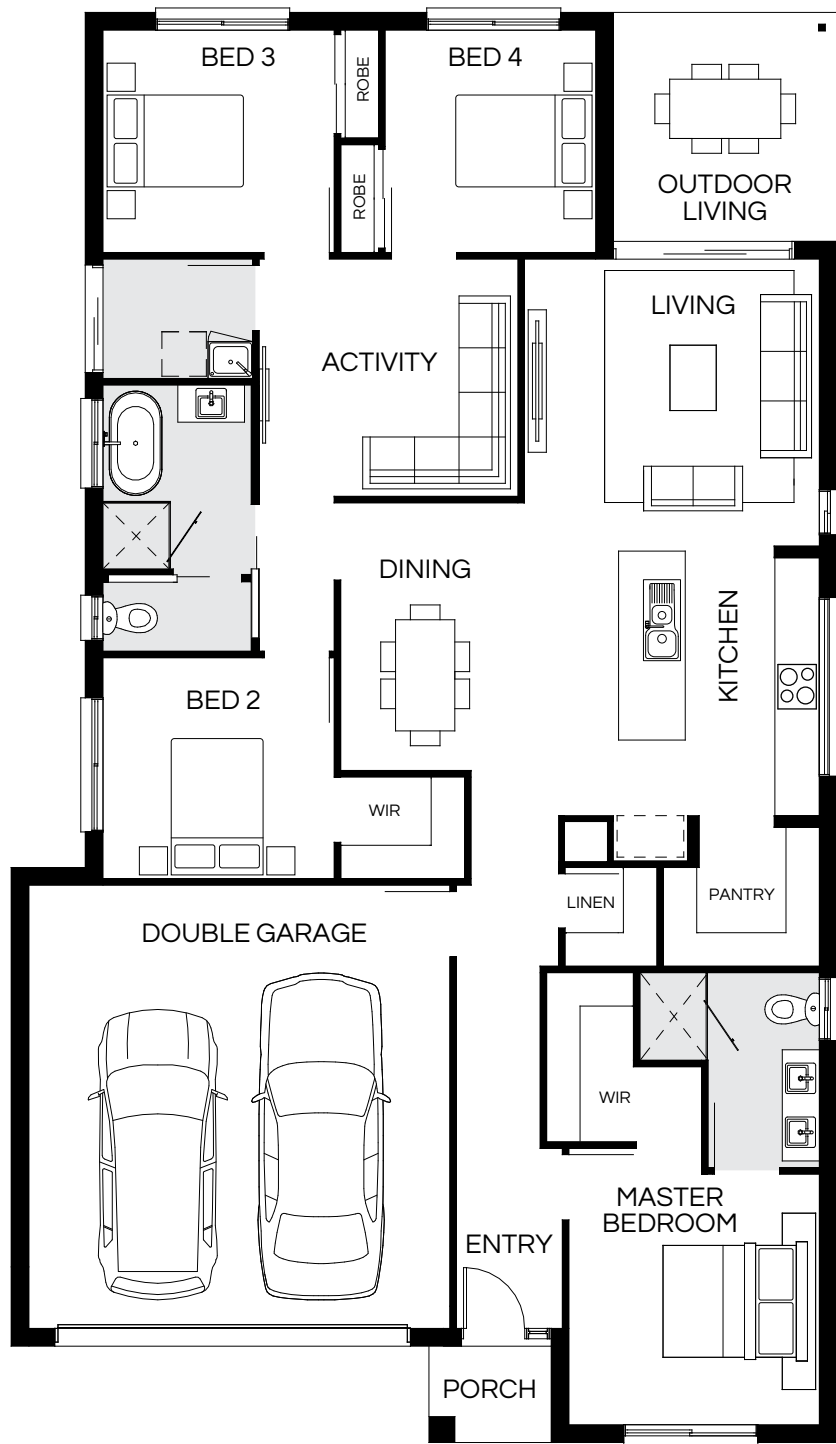 BED 3
BED 4
ROBE
ROBE
OUTDOOR
LIVING
LIVING
ACTIVITY
DINING
KITCHEN
BED 2
WIR
LINEN
PANTRY
DOUBLE GARAGE
WIR
MASTER
BEDROOM
ENTRY
PORCH